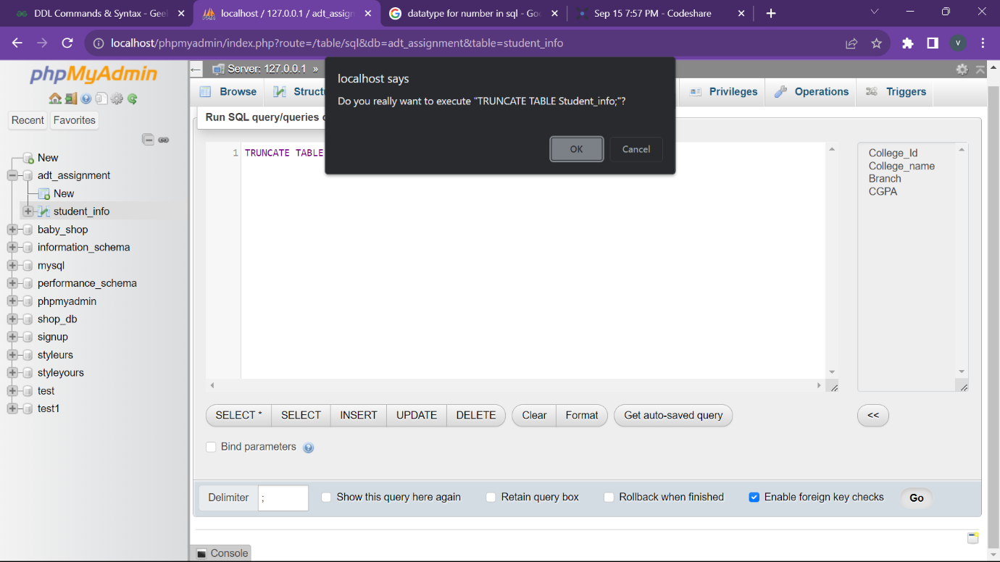 DDL Commands & Syntax - Gee
localhost / 127.0.0.1 / adt_assign
datatype for number in sql - Goo
Sep 15 7:57 PM - Codeshare
localhost/phpmyadmin/index.php?route=/table/sql&db=adt_assignment&table=student_info
V
phpMyAdmin
Recent
Favorites
New
adt_assignment
New
student_info
baby_shop
information_schema
mysql
performance_schema
phpmyadmin
shop_db
signup
styleurs
styleyours
test
test1
Server: 127.0.0.1 »
Browse
Structu
Privileges
Operations
Triggers
localhost says
Do you really want to execute "TRUNCATE TABLE Student_info;"?
OK
Cancel
Run SQL query/queries o
1 TRUNCATE TABLE
College_Id
College_name
Branch
CGPA
SELECT *
SELECT
INSERT
UPDATE
DELETE
Clear
Format
Get auto-saved query
<<
Bind parameters
Delimiter
;
Show this query here again
Retain query box
Rollback when finished
Enable foreign key checks
Go
Console